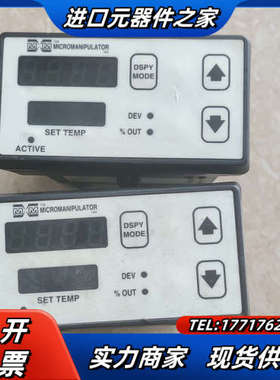 进口元器件之家
THE
MICROMANIPULATOR
DSPY
MODE
DEV
% OUT
SET TEMP
ACTIVE
MICROMANIPULATOR
DSPY
MODE
DEV
% OUT
SET TEMP
开
票
TEL:1771762
实力商家 现货供